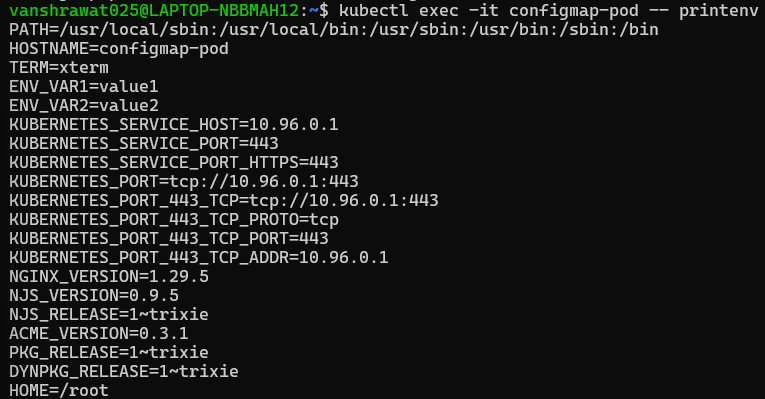 vanshrawat025@LAPTOP-NBBMAH12:~$ kubectl exec -it configmap-pod -- printenv
PATH=/usr/local/sbin:/usr/local/bin:/usr/sbin:/usr/bin:/sbin:/bin
HOSTNAME=configmap-pod
TERM=xterm
ENV_VAR1=value1
ENV_VAR2=value2
KUBERNETES_SERVICE_HOST=10.96.0.1
KUBERNETES_SERVICE_PORT=443
KUBERNETES_SERVICE_PORT_HTTPS=443
KUBERNETES_PORT=tcp://10.96.0.1:443
KUBERNETES_PORT_443_TCP=tcp://10.96.0.1:443
KUBERNETES_PORT_443_TCP_PROTO=tcp
KUBERNETES_PORT_443_TCP_PORT=443
KUBERNETES_PORT_443_TCP_ADDR=10.96.0.1
NGINX_VERSION=1.29.5
NJS_VERSION=0.9.5
NJS_RELEASE=1~trixie
ACME_VERSION=0.3.1
PKG_RELEASE=1~trixie
DYNPKG_RELEASE=1~trixie
HOME=/root